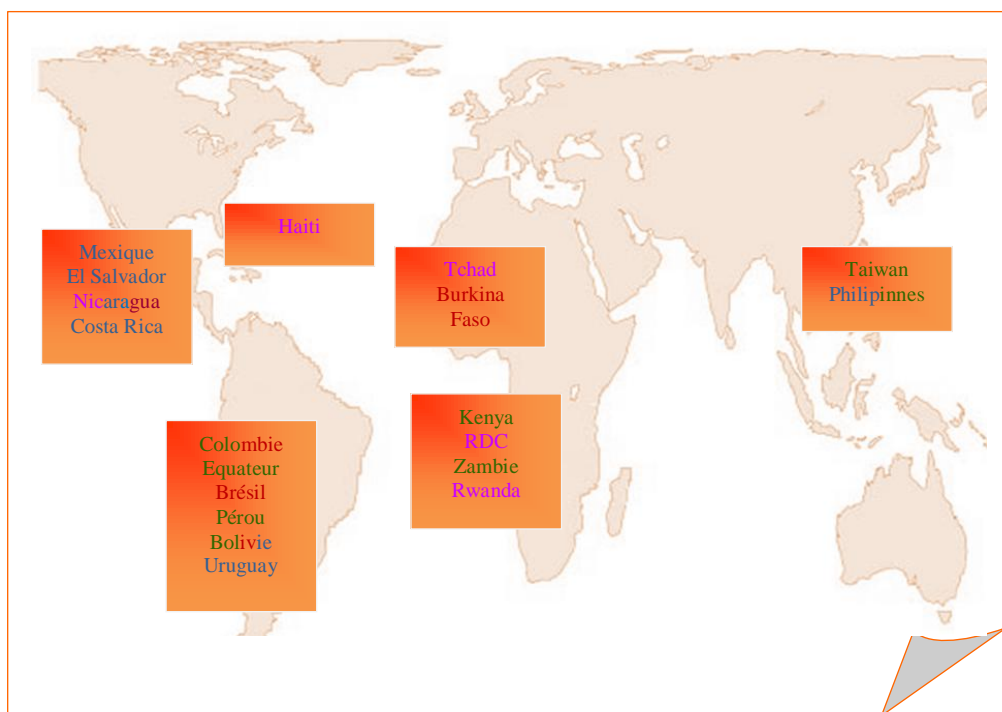 Haiti
Mexique
El Salvador
Nicaragua
Costa Rica
Tchad
Burkina
Faso
Taiwan
Philipinnes
Kenya
RDC
Zambie
Rwanda
Colombie
Equateur
Brésil
Pérou
Bolivie
Uruguay